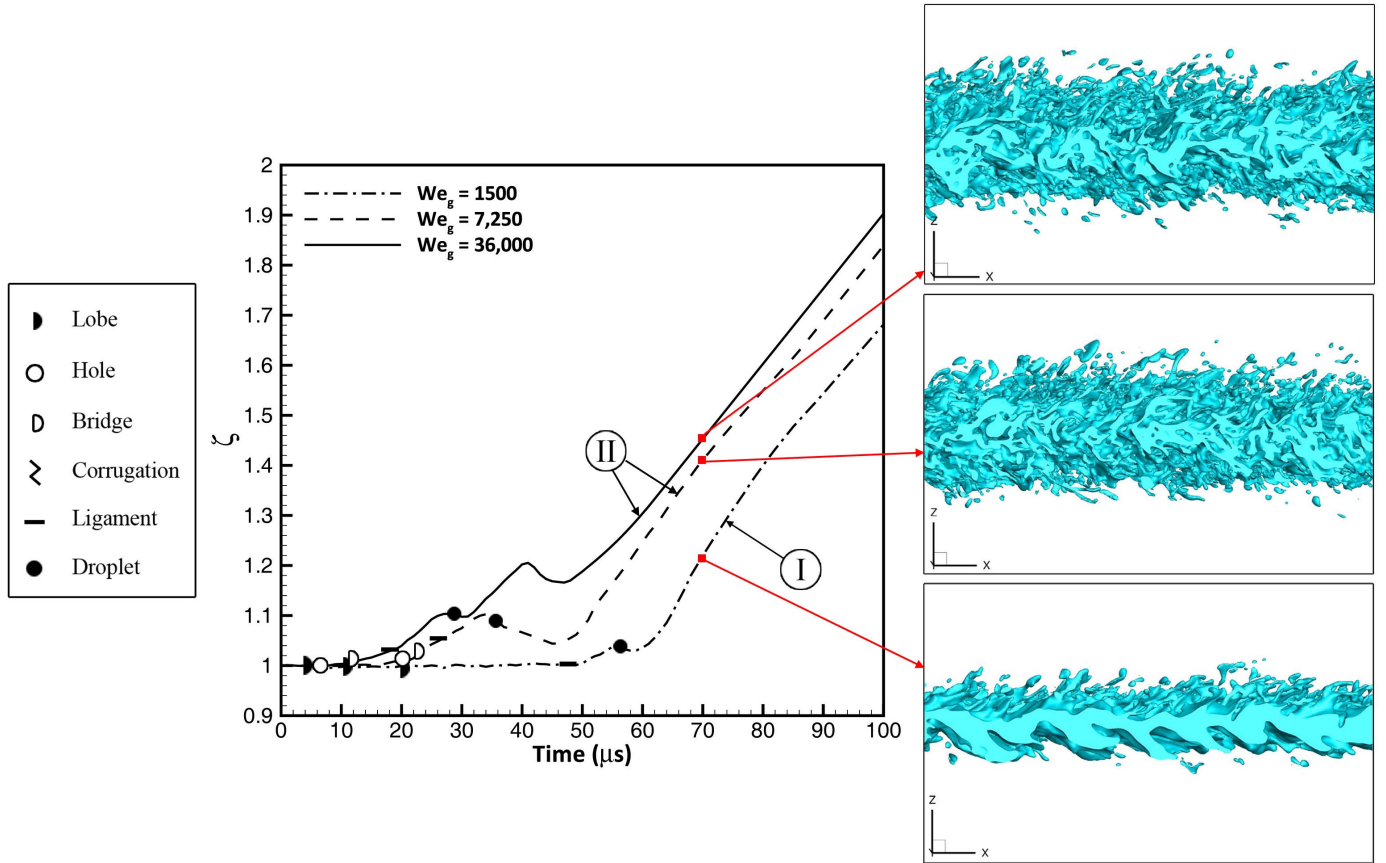 Lobe
Hole
Bridge
Corrugation
Ligament
Droplet
ζ
2
1.9
1.8
1.7
1.6
1.5
1.4
1.3
1.2
1.1
1
0.9
We_g = 1500
We_g = 7,250
We_g = 36,000
II
I
0 10 20 30 40 50 60 70 80 90 100
Time (μs)
Z
Y X
Z
Y X
Z
Y X